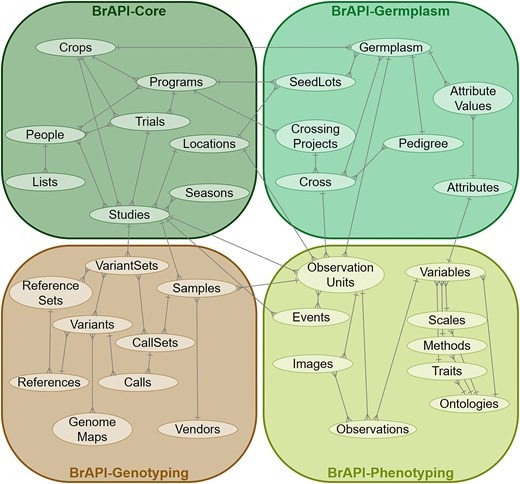 BrAPI-Core
Crops
Programs
Trials
People
Locations
Lists
Seasons
Studies
BrAPI-Germplasm
Germplasm
SeedLots
Attribute
Values
Crossing
Projects
Pedigree
Cross
Attributes
VariantSets
Reference
Sets
Samples
Variants
CallSets
References
Calls
Genome
Maps
Vendors
BrAPI-Genotyping
Observation
Units
Variables
Events
Scales
Methods
Images
Traits
Ontologies
Observations
BrAPI-Phenotyping